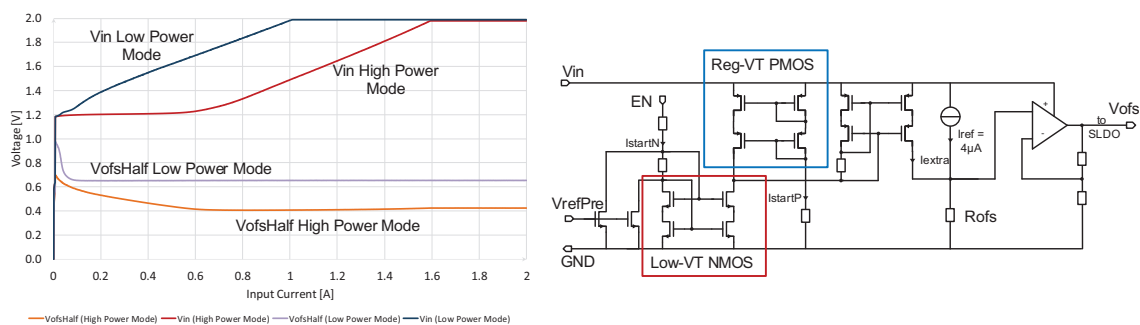 2.0
1.8
1.6
1.4
1.2
1.0
0.8
0.6
0.4
0.2
0.0
Voltage [V]
Vin Low Power
Mode
Vin High Power
Mode
VofsHalf Low Power Mode
VofsHalf High Power Mode
0 0.2 0.4 0.6 0.8 1 1.2 1.4 1.6 1.8 2
Input Current [A]
VofsHalf (High Power Mode) Vin (High Power Mode) VofsHalf (Low Power Mode) Vin (Low Power Mode)
Reg-VT PMOS
Vin
EN
IstartN
Iref =
4µA
Iextra
+
-
Vofs
to
SLDO
IstartP
VrefPre
Rofs
GND
Low-VT NMOS